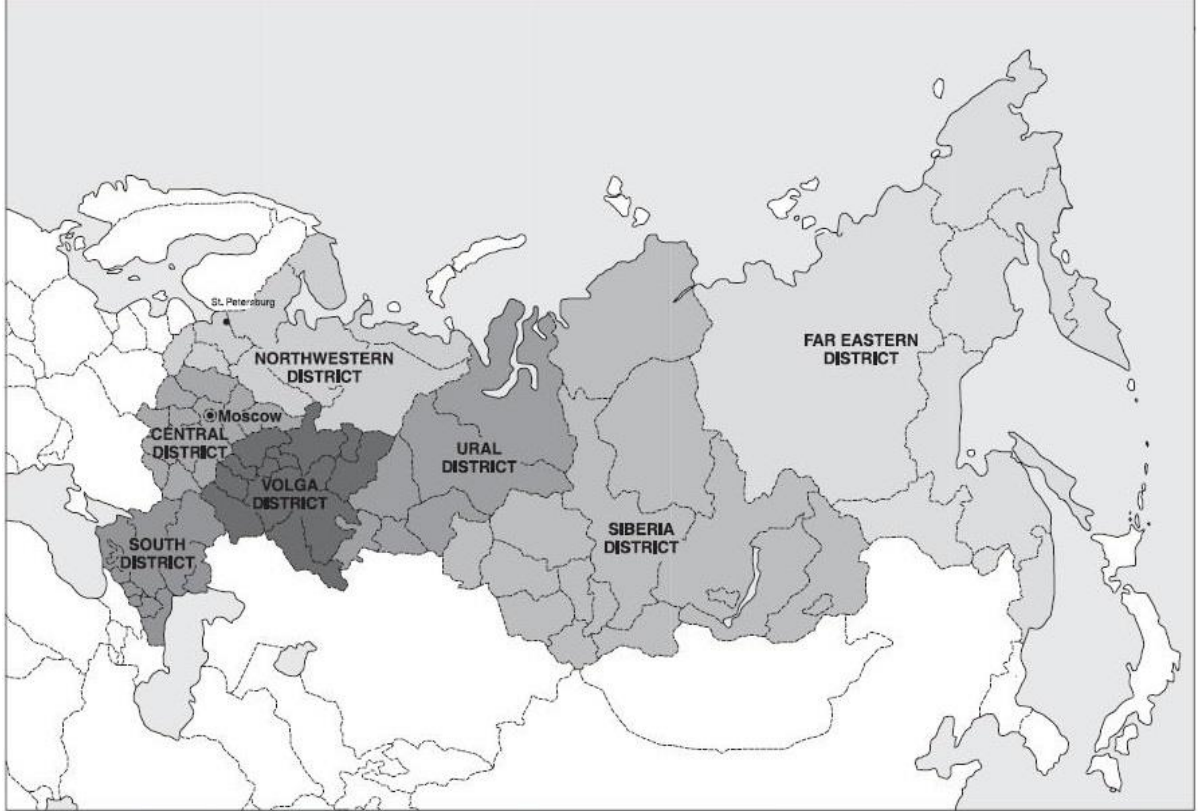 St. Petersburg
NORTHWESTERN
DISTRICT
FAR EASTERN
DISTRICT
Moscow
CENTRAL
DISTRICT
URAL
DISTRICT
VOLGA
DISTRICT
SIBERIA
DISTRICT
SOUTH
DISTRICT